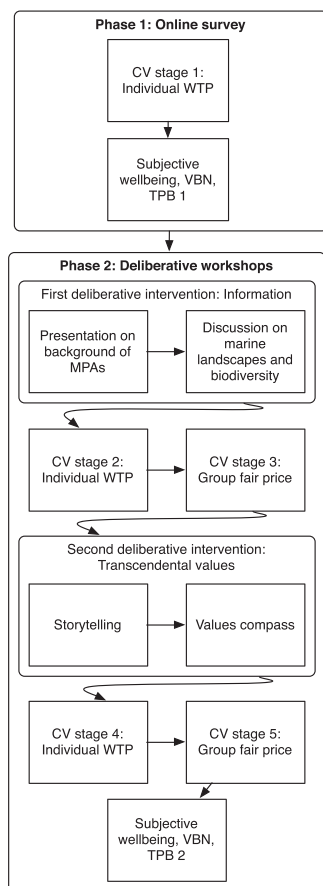 Phase 1: Online survey
CV stage 1:
Individual WTP
Subjective
wellbeing, VBN,
TPB 1
Phase 2: Deliberative workshops
First deliberative intervention: Information
Presentation on
background of
MPAs
Discussion on
marine
landscapes and
biodiversity
CV stage 2:
Individual WTP
CV stage 3:
Group fair price
Second deliberative intervention:
Transcendental values
Storytelling
Values compass
CV stage 4:
Individual WTP
CV stage 5:
Group fair price
Subjective
wellbeing, VBN,
TPB 2